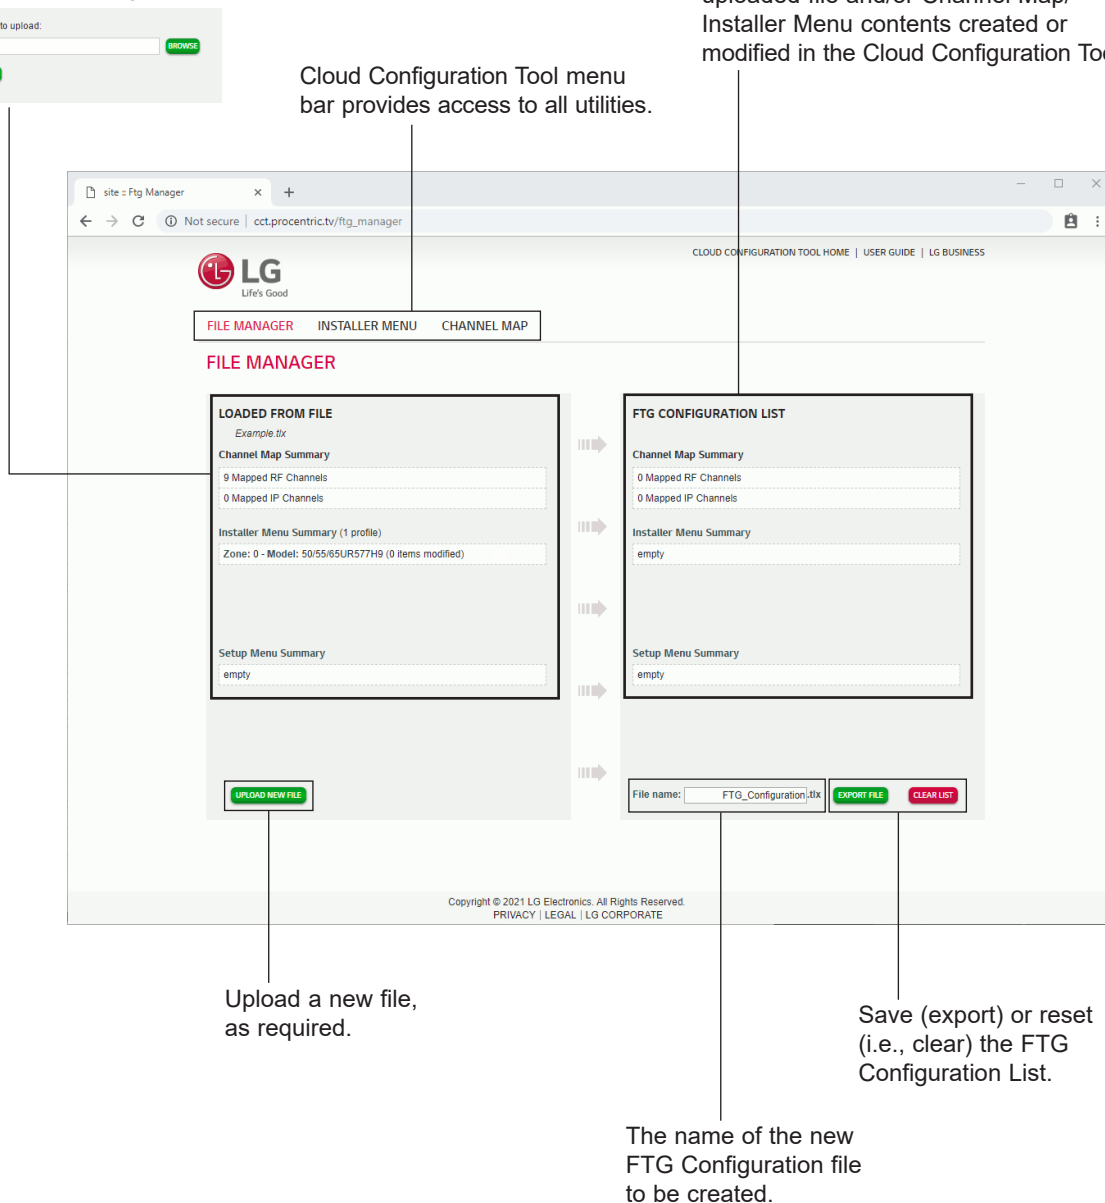 to upload:
BROWSE
Installer Menu contents created or
modified in the Cloud Configuration
Cloud Configuration Tool menu
bar provides access to all utilities.
site :: Ftg Manager
Not secure | cct.procentric.tv/ftg_manager
CLOUD CONFIGURATION TOOL HOME | USER GUIDE | LG BUSINESS
LG
Life's Good
FILE MANAGER INSTALLER MENU CHANNEL MAP
FILE MANAGER
LOADED FROM FILE
Example.tlx
Channel Map Summary
9 Mapped RF Channels
0 Mapped IP Channels
Installer Menu Summary (1 profile)
Zone: 0 - Model: 50/55/65UR577H9 (0 items modified)
Setup Menu Summary
empty
UPLOAD NEW FILE
FTG CONFIGURATION LIST
Channel Map Summary
0 Mapped RF Channels
0 Mapped IP Channels
Installer Menu Summary
empty
Setup Menu Summary
empty
File name: FTG_Configuration .tlx EXPORT FILE CLEAR LIST
Copyright © 2021 LG Electronics. All Rights Reserved.
PRIVACY | LEGAL | LG CORPORATE
Upload a new file,
as required.
Save (export) or reset
(i.e., clear) the FTG
Configuration List.
The name of the new
FTG Configuration file
to be created.